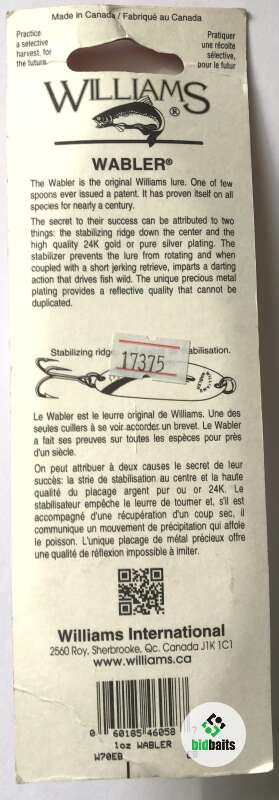 Made in Canada / Fabriqué au Canada
Practice
a selective
harvest, for
the future.
Pratiquer
une récolte
sélective,
pour le futur
WILLIAMS
®
WABLER®
The Wabler is the original Williams lure. One of few
spoons ever issued a patent. It has proven itself on all
species for nearly a century.
The secret to their success can be attributed to two
things: the stabilizing ridge down the center and the
high quality 24K gold or pure silver plating. The
stabilizer prevents the lure from rotating and when
coupled with a short jerking retrieve, imparts a darting
action that drives fish wild. The unique precious metal
plating provides a reflective quality that cannot be
duplicated.
Stabilizing ridge
abilisation.
17375
Le Wabler est le leurre original de Williams. Une des
seules cuillers à se voir accorder un brevet. Le Wabler
a fait ses preuves sur toutes les espèces pour près
d'un siècle.
On peut attribuer à deux causes le secret de leur
succès: la strie de stabilisation au centre et la haute
qualité du placage argent pur ou or 24K. Le
stabilisateur empêche le leurre de tourner et, s'il est
accompagné d'une récupération d'un coup sec, il
communique un mouvement de précipitation qui affole
le poisson. L'unique placage de métal précieux offre
une qualité de réflexion impossible à imiter.
Williams International
2560 Roy, Sherbrooke, Qc. Canada J1K 1C1
www.williams.ca
0 60185 46058
1oz WABLER
W70EB
bidbaits